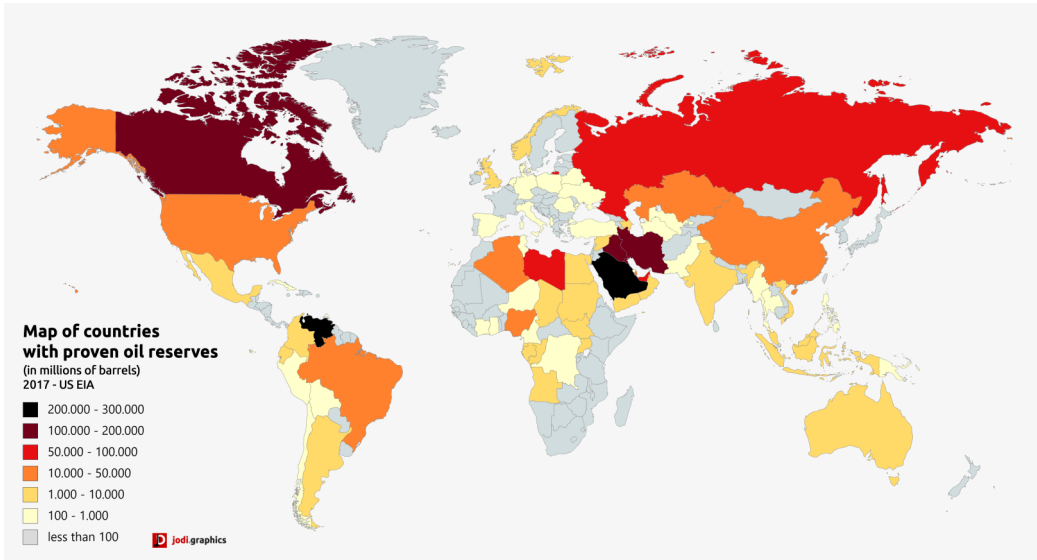 Map of countries
with proven oil reserves
(in millions of barrels)
2017 - US EIA
200.000 - 300.000
100.000 - 200.000
50.000 - 100.000
10.000 - 50.000
1.000 - 10.000
100 - 1.000
less than 100
jodi.graphics